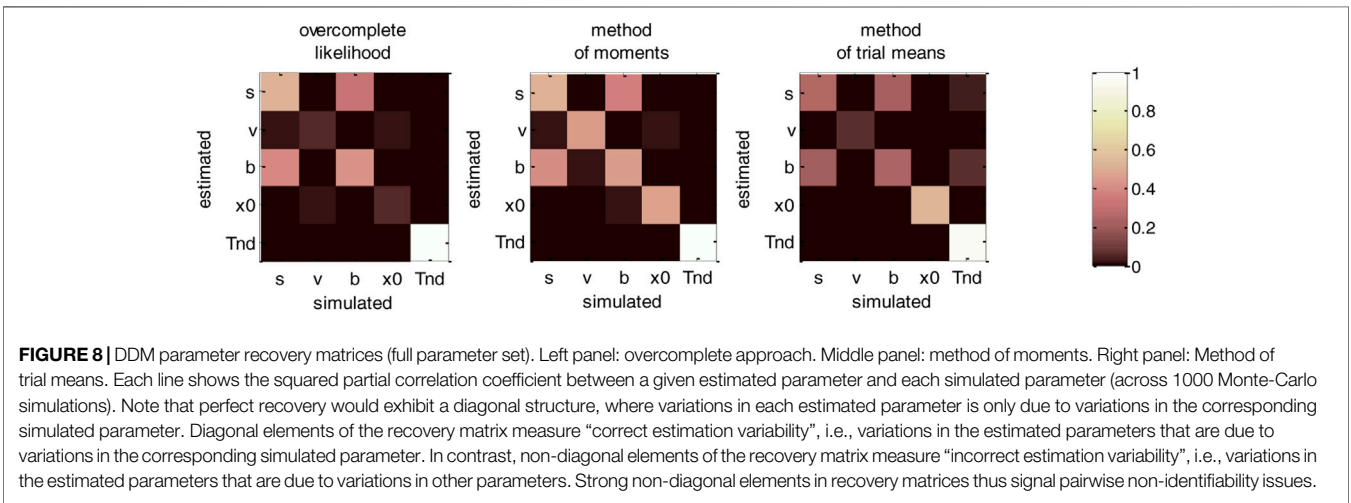 overcomplete
likelihood
s
v
b
x0
Tnd
estimated
s v b x0 Tnd
simulated
method
of moments
s
v
b
x0
Tnd
estimated
s v b x0 Tnd
simulated
method
of trial means
s
v
b
x0
Tnd
estimated
s v b x0 Tnd
simulated
1
0.8
0.6
0.4
0.2
0
FIGURE 8 | DDM parameter recovery matrices (full parameter set). Left panel: overcomplete approach. Middle panel: method of moments. Right panel: Method of
trial means. Each line shows the squared partial correlation coefficient between a given estimated parameter and each simulated parameter (across 1000 Monte-Carlo
simulations). Note that perfect recovery would exhibit a diagonal structure, where variations in each estimated parameter is only due to variations in the corresponding
simulated parameter. Diagonal elements of the recovery matrix measure “correct estimation variability”, i.e., variations in the estimated parameters that are due to
variations in the corresponding simulated parameter. In contrast, non-diagonal elements of the recovery matrix measure “incorrect estimation variability”, i.e., variations in
the estimated parameters that are due to variations in other parameters. Strong non-diagonal elements in recovery matrices thus signal pairwise non-identifiability issues.